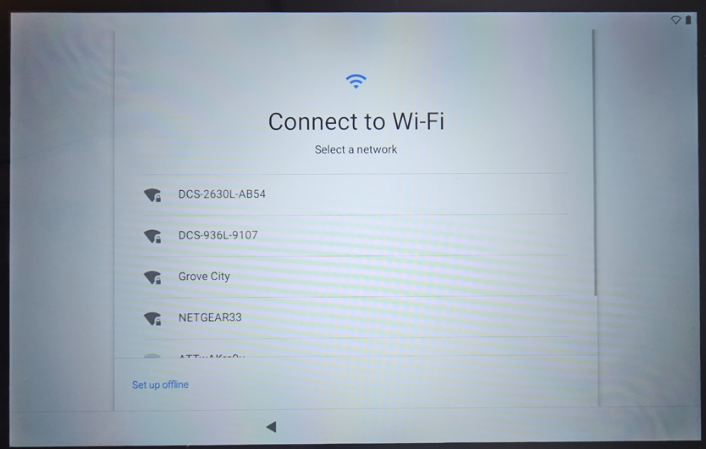 Connect to Wi-Fi
Select a network
DCS-2630L-AB54
DCS-936L-9107
Grove City
NETGEAR33
Set up offline